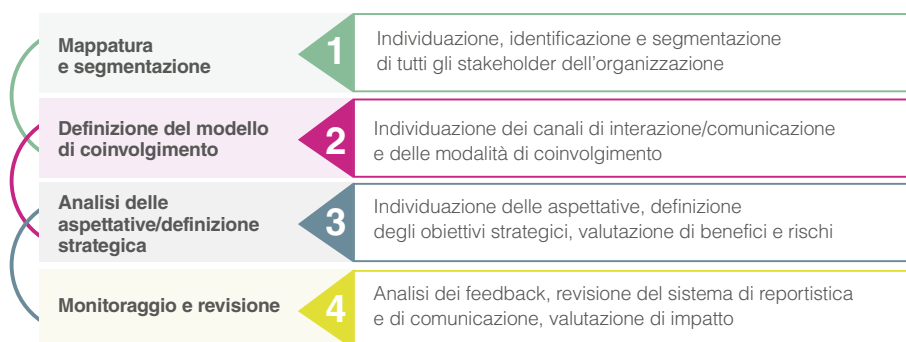 Mappatura
e segmentazione
1
Individuazione, identificazione e segmentazione
di tutti gli stakeholder dell'organizzazione
Definizione del modello
di coinvolgimento
2
Individuazione dei canali di interazione/comunicazione
e delle modalità di coinvolgimento
Analisi delle
aspettative/definizione
strategica
3
Individuazione delle aspettative, definizione
degli obiettivi strategici, valutazione di benefici e rischi
Monitoraggio e revisione
4
Analisi dei feedback, revisione del sistema di reportistica
e di comunicazione, valutazione di impatto